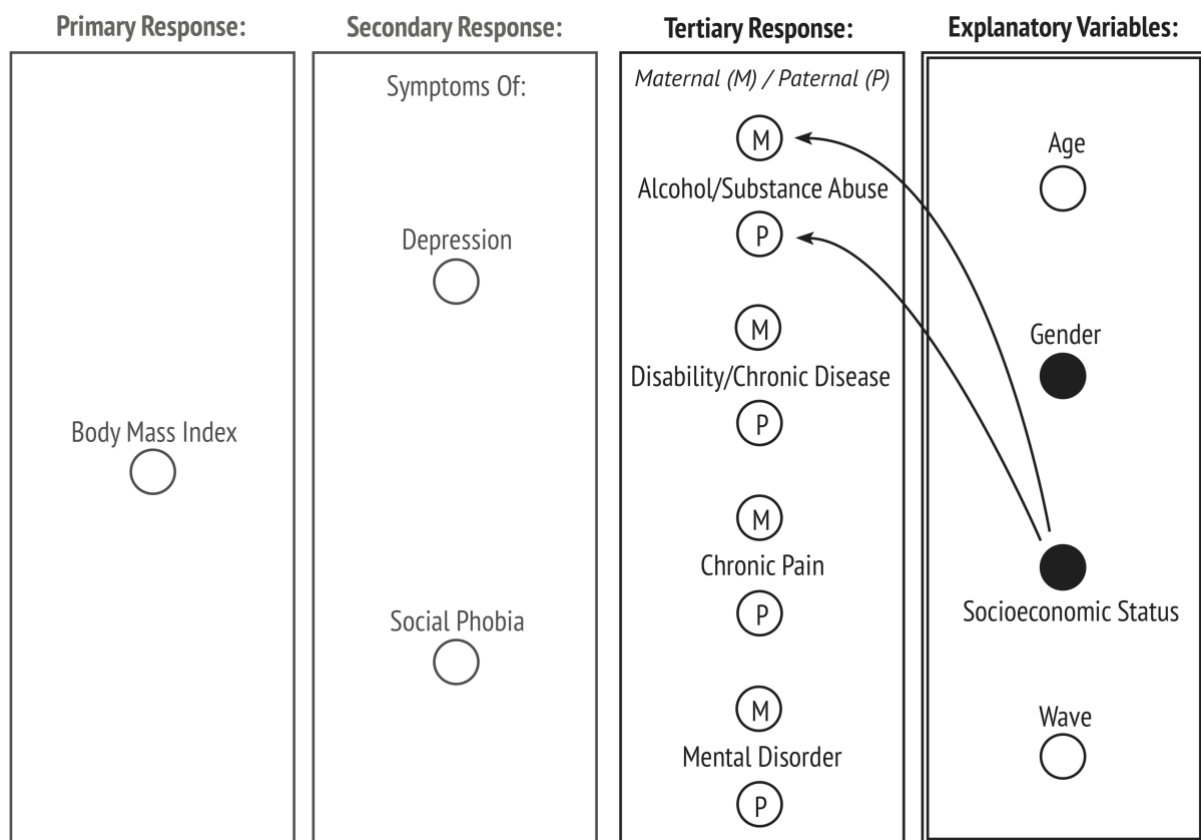 Primary Response:
Body Mass Index
Secondary Response:
Symptoms Of:
Depression
Social Phobia
Tertiary Response:
Maternal (M) / Paternal (P)
M
Alcohol/Substance Abuse
P
M
Disability/Chronic Disease
P
M
Chronic Pain
P
M
Mental Disorder
P
Explanatory Variables:
Age
Gender
Socioeconomic Status
Wave